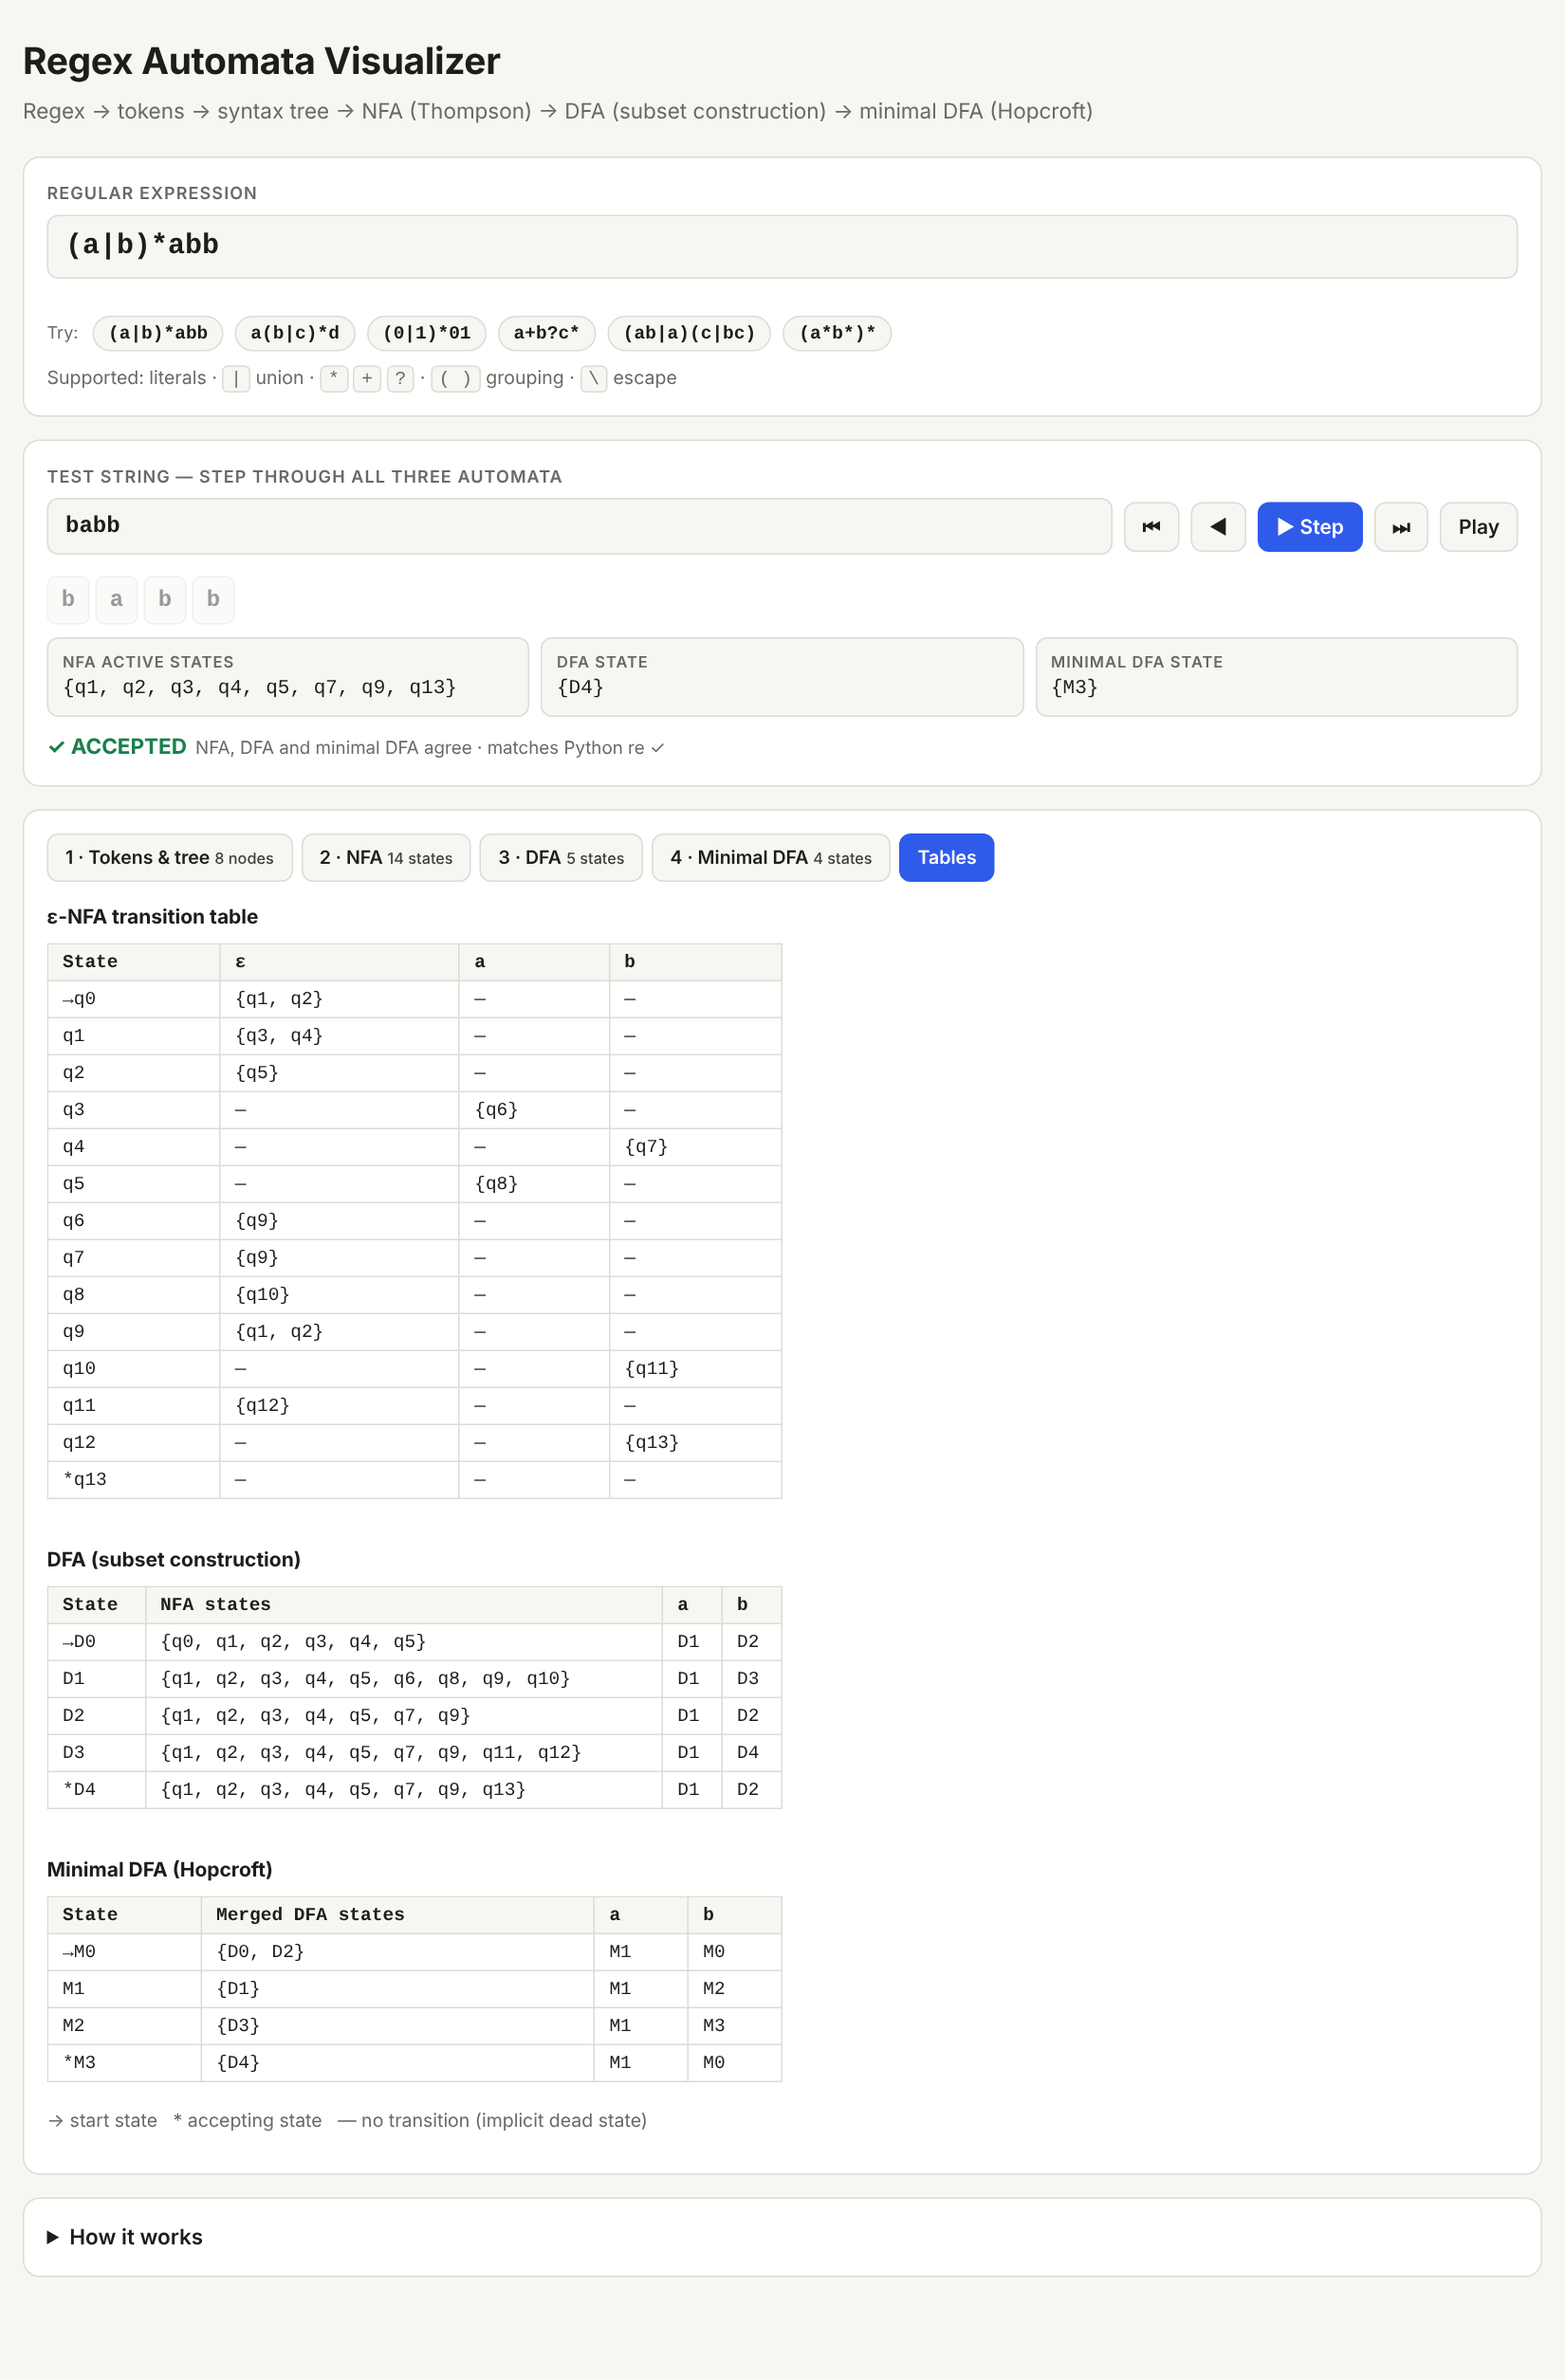 Regex Automata Visualizer
Regex → tokens → syntax tree → NFA (Thompson) → DFA (subset construction) → minimal DFA (Hopcroft)
REGULAR EXPRESSION
(a|b)*abb
Try: (a|b)*abb a(b|c)*d (0|1)*01 a+b?c* (ab|a)(c|bc) (a*b*)*
Supported: literals · | union · * + ? · ( ) grouping · \ escape
TEST STRING — STEP THROUGH ALL THREE AUTOMATA
babb ⏮ ◀ ▶ Step ⏭ Play
b a b b
NFA ACTIVE STATES DFA STATE MINIMAL DFA STATE
{q1, q2, q3, q4, q5, q7, q9, q13} {D4} {M3}
✓ ACCEPTED NFA, DFA and minimal DFA agree · matches Python re ✓
1 · Tokens & tree 8 nodes 2 · NFA 14 states 3 · DFA 5 states 4 · Minimal DFA 4 states Tables
ε-NFA transition table
State ε a b
→q0 {q1, q2} — —
q1 {q3, q4} — —
q2 {q5} — —
q3 — {q6} —
q4 — — {q7}
q5 — {q8} —
q6 {q9} — —
q7 {q9} — —
q8 {q10} — —
q9 {q1, q2} — —
q10 — — {q11}
q11 {q12} — —
q12 — — {q13}
*q13 — — —
DFA (subset construction)
State NFA states a b
→D0 {q0, q1, q2, q3, q4, q5} D1 D2
D1 {q1, q2, q3, q4, q5, q6, q8, q9, q10} D1 D3
D2 {q1, q2, q3, q4, q5, q7, q9} D1 D2
D3 {q1, q2, q3, q4, q5, q7, q9, q11, q12} D1 D4
*D4 {q1, q2, q3, q4, q5, q7, q9, q13} D1 D2
Minimal DFA (Hopcroft)
State Merged DFA states a b
→M0 {D0, D2} M1 M0
M1 {D1} M1 M2
M2 {D3} M1 M3
*M3 {D4} M1 M0
→ start state * accepting state — no transition (implicit dead state)
▶ How it works